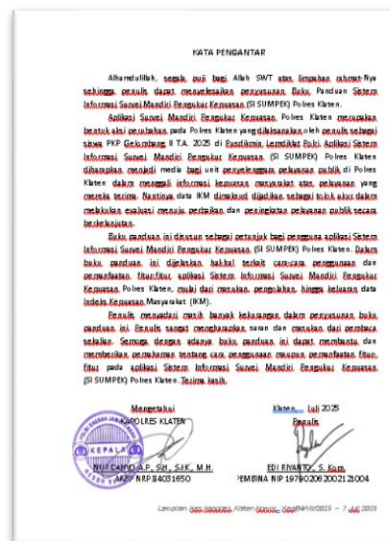 KATA PENGANTAR
Alhamdulillah, segala puji bagi Allah SWT atas limpahan rahmat-Nya
sehingga penulis dapat menyelesaikan penyusunan Buku Panduan Sistem
Informasi Survei Mandiri Pengukur Kepuasan (SI SUMPEK) Polres Klaten.
Aplikasi Survei Mandiri Pengukur Kepuasan Polres Klaten merupakan
bentuk aksi perubahan pada Polres Klaten yang dilaksanakan oleh penulis sebagai
siswa PKP Gelombang II T.A. 2025 di Pusdikmin Lemdiklat Polri. Aplikasi Sistem
Informasi Survei Mandiri Pengukur Kepuasan (SI SUMPEK) Polres Klaten
diharapkan menjadi media bagi unit penyelenggara pelayanan publik di Polres
Klaten dalam menggali informasi kepuasan masyarakat atas pelayanan yang
mereka terima. Nantinya data IKM dimaksud dijadikan sebagai tolok ukur dalam
melakukan evaluasi menuju perbaikan dan peningkatan pelayanan publik secara
berkelanjutan.
Buku panduan ini disusun sebagai petunjuk bagi pengguna aplikasi Sistem
Informasi Survei Mandiri Pengukur Kepuasan (SI SUMPEK) Polres Klaten. Dalam
buku panduan ini dijelaskan hal-hal terkait cara-cara penggunaan dan
pemanfaatan fitur-fitur aplikasi Sistem Informasi Survei Mandiri Pengukur
Kepuasan Polres Klaten, mulai dari masukan, pengolahan, hingga keluaran data
Indeks Kepuasan Masyarakat (IKM).
Penulis menyadari masih banyak kekurangan dalam penyusunan buku
panduan ini. Penulis sangat mengharapkan saran dan masukan dari pembaca
sekalian. Semoga dengan adanya buku panduan ini dapat membantu dan
memberikan pemahaman tentang cara penggunaan maupun pemanfaatan fitur-
fitur pada aplikasi Sistem Informasi Survei Mandiri Pengukur Kepuasan
(SI SUMPEK) Polres Klaten. Terima kasih.
Mengetahui
KAPOLRES KLATEN
Klaten, Juli 2025
Penulis
KEPALA
NUR CAHYO A.P., S.H., S.I.K., M.H.
AKBP NRP 84031650
EDI RIYANTO, S. Kom.
PEMBINA NIP 197902062002121004